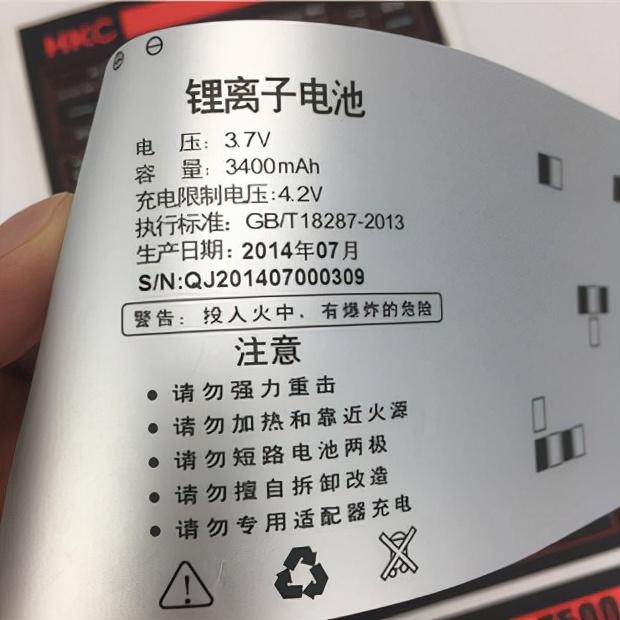 HKC
锂离子电池
电 压: 3.7V
容 量: 3400mAh
充电限制电压:4.2V
执行标准: GB/T18287-2013
生产日期: 2014年07月
S/N:QJ201407000309
警告: 投入火中, 有爆炸的危险
注意
• 请勿强力重击
• 请勿加热和靠近火源
• 请勿短路电池两极
• 请勿擅自拆卸改造
• 请勿专用适配器充电